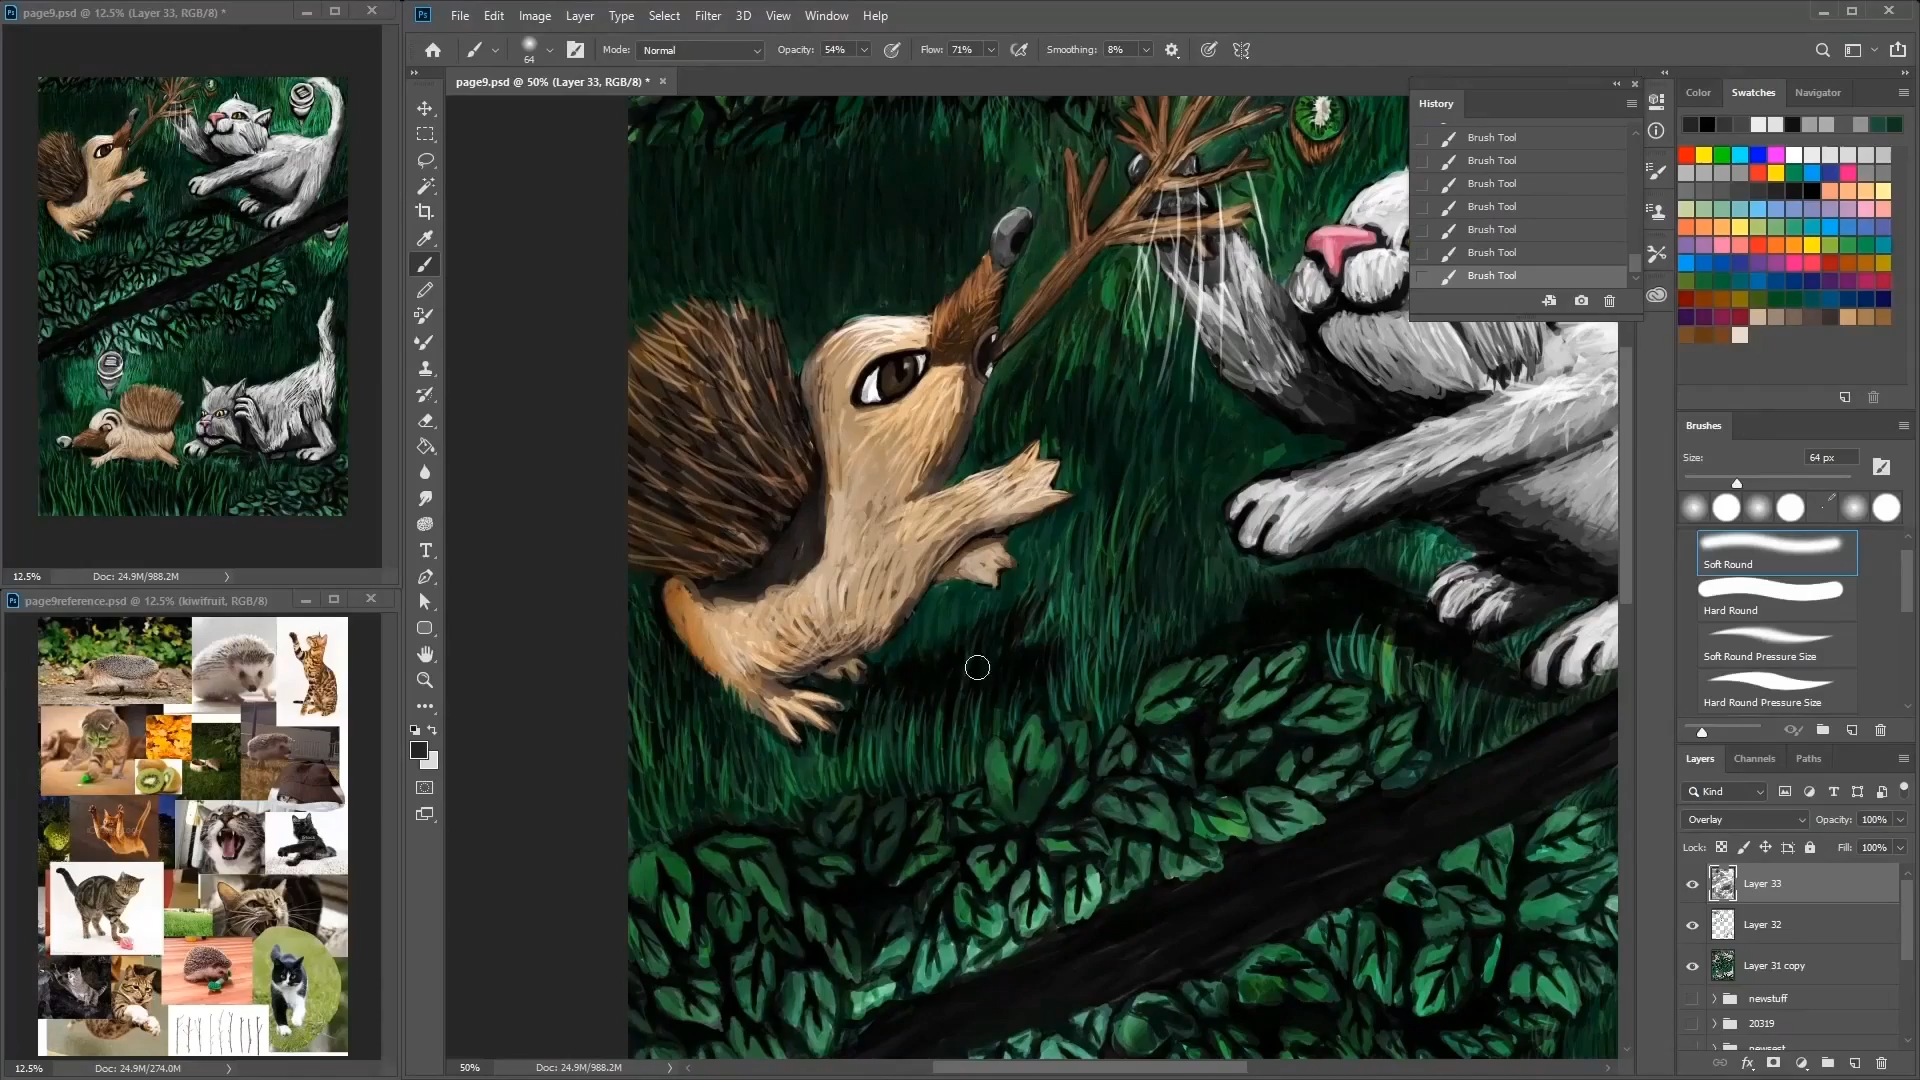 page9.psd @ 12.5% (Layer 33, RGB/8) *
12.5%
Doc: 24.9M/988.2M
page9reference.psd @ 12.5% (kiwifruit, RGB/8)
12.5%
Doc: 24.9M/274.0M
Ps
File Edit Image Layer Type Select Filter 3D View Window Help
64
Mode: Normal
Opacity: 54%
Flow: 71%
Smoothing: 8%
page9.psd @ 50% (Layer 33, RGB/8) *
History
Brush Tool
Brush Tool
Brush Tool
Brush Tool
Brush Tool
Brush Tool
Brush Tool
50%
Doc: 24.9M/988.2M
Color Swatches Navigator
Brushes
Size: 64 px
Soft Round
Hard Round
Soft Round Pressure Size
Hard Round Pressure Size
Layers Channels Paths
Kind
Overlay
Opacity: 100%
Lock:
Fill: 100%
Layer 33
Layer 32
Layer 31 copy
newstuff
20319
newsest
fx